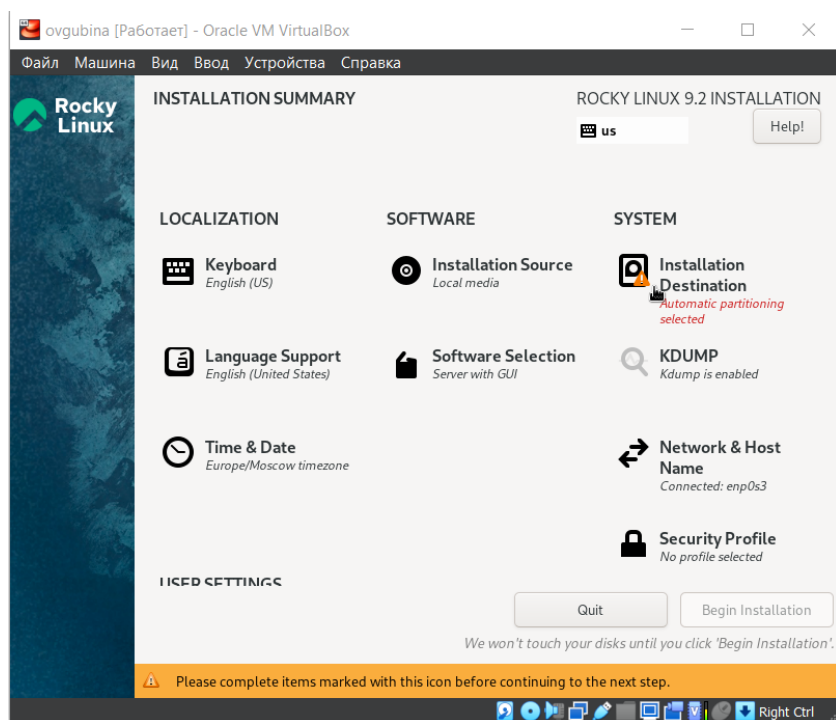 ovgubina [Работает] - Oracle VM VirtualBox
Файл Машина Вид Ввод Устройства Справка
Rocky
Linux
INSTALLATION SUMMARY
ROCKY LINUX 9.2 INSTALLATION
us
Help!
LOCALIZATION
SOFTWARE
SYSTEM
Keyboard
English (US)
Installation Source
Local media
Installation
Destination
Automatic partitioning
selected
Language Support
English (United States)
Software Selection
Server with GUI
KDUMP
Kdump is enabled
Time & Date
Europe/Moscow timezone
Network & Host
Name
Connected: enp0s3
Security Profile
No profile selected
USER SETTINGS
Quit
Begin Installation
We won't touch your disks until you click 'Begin Installation'.
Please complete items marked with this icon before continuing to the next step.
Right Ctrl